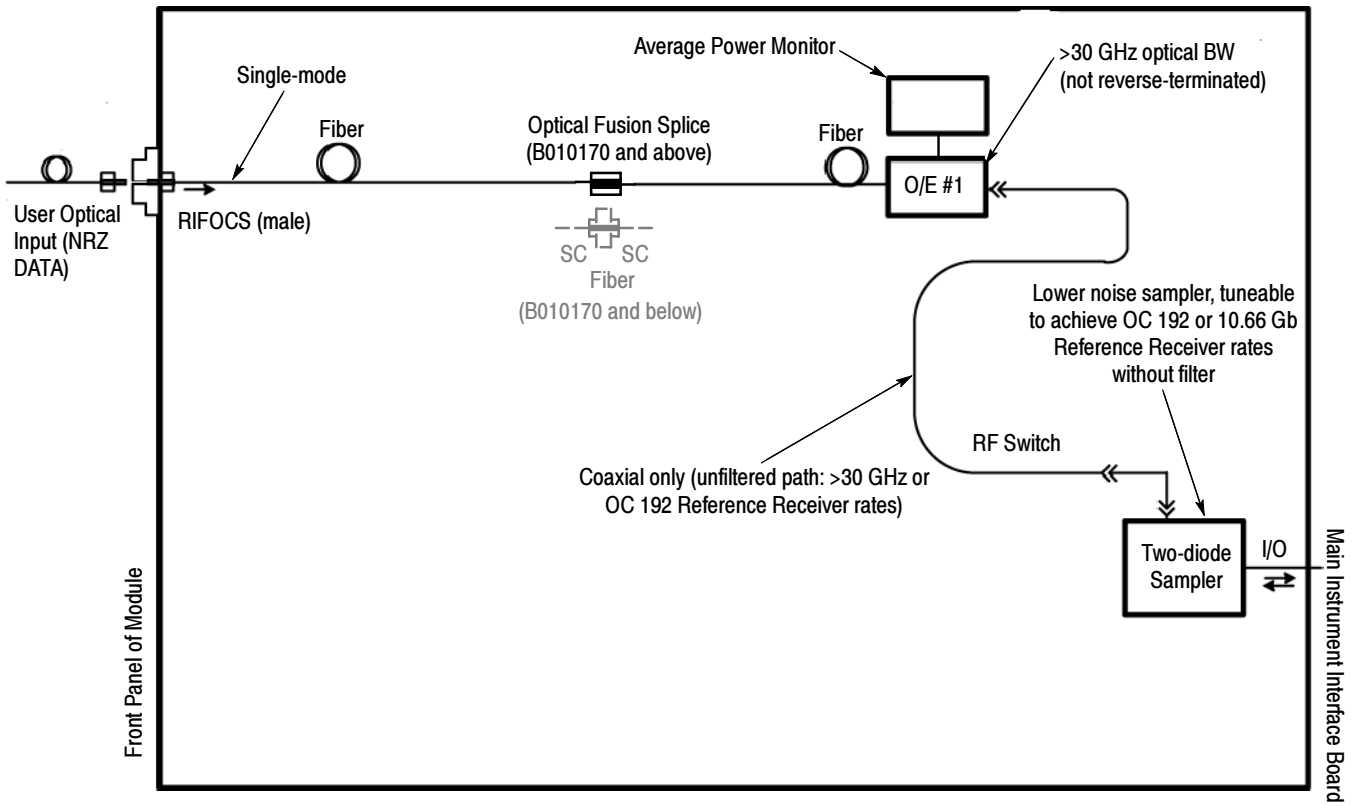 Average Power Monitor
>30 GHz optical BW
(not reverse-terminated)
Single-mode
Fiber
Optical Fusion Splice
(B010170 and above)
Fiber
O/E #1
User Optical
Input (NRZ
DATA)
RIFOCS (male)
SC SC
Fiber
(B010170 and below)
Lower noise sampler, tuneable
to achieve OC 192 or 10.66 Gb
Reference Receiver rates
without filter
RF Switch
Coaxial only (unfiltered path: >30 GHz or
OC 192 Reference Receiver rates)
Two-diode
Sampler
I/O
Front Panel of Module
Main Instrument Interface Board